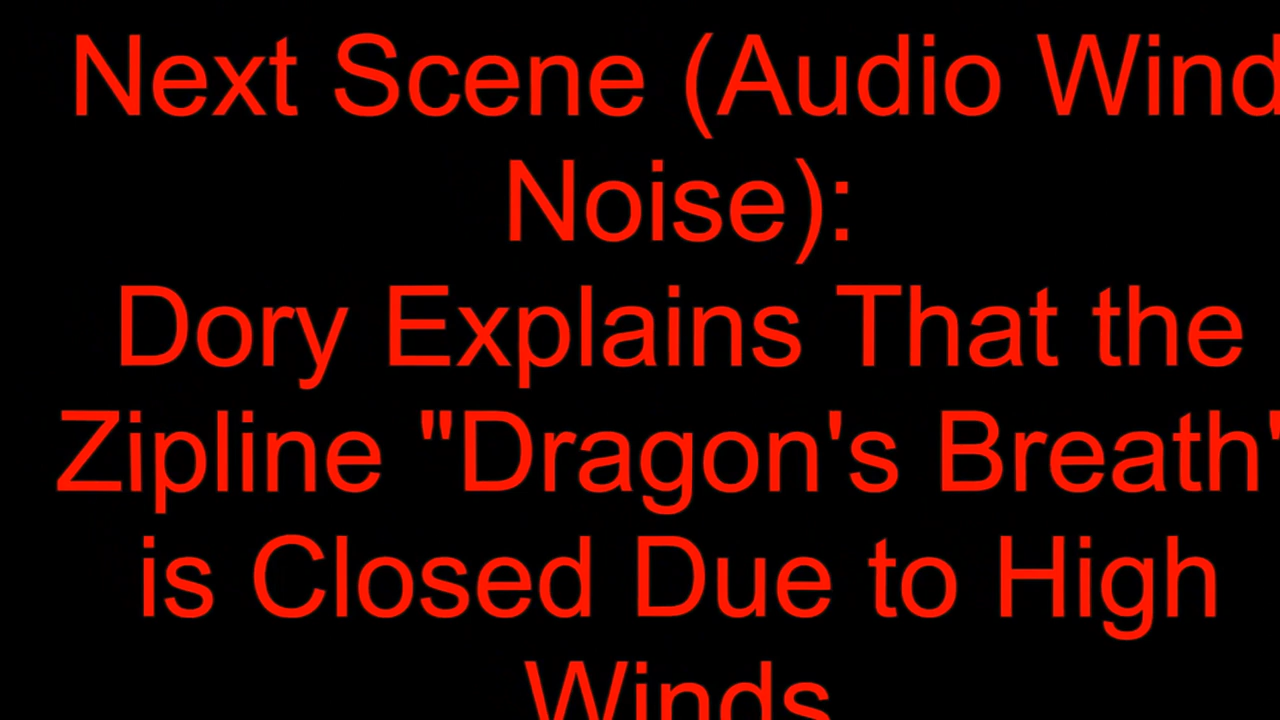 Next Scene (Audio Wind
Noise):
Dory Explains That the
Zipline "Dragon's Breath"
is Closed Due to High
Winds